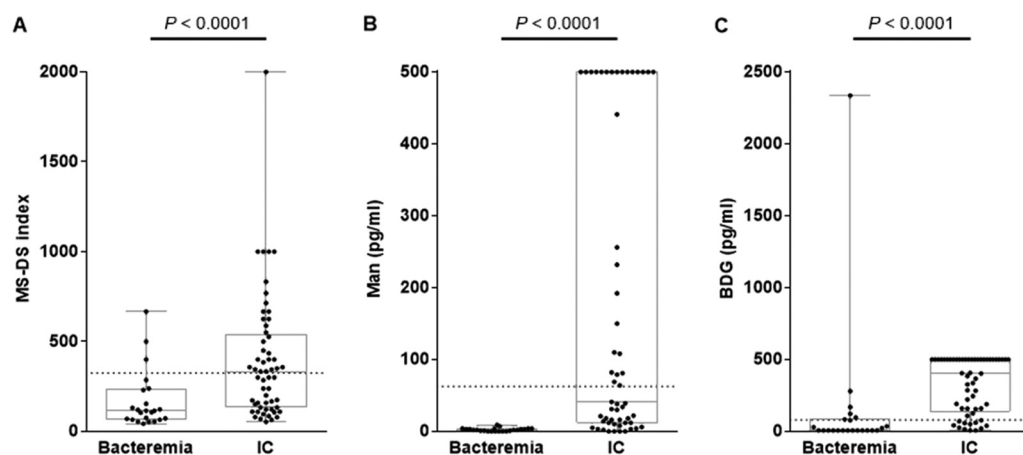 A
P < 0.0001
MS-DS Index
2000
1500
1000
500
0
Bacteremia
IC
B
P < 0.0001
Man (pg/ml)
500
400
300
200
100
0
Bacteremia
IC
C
P < 0.0001
BDG (pg/ml)
2500
2000
1500
1000
500
0
Bacteremia
IC